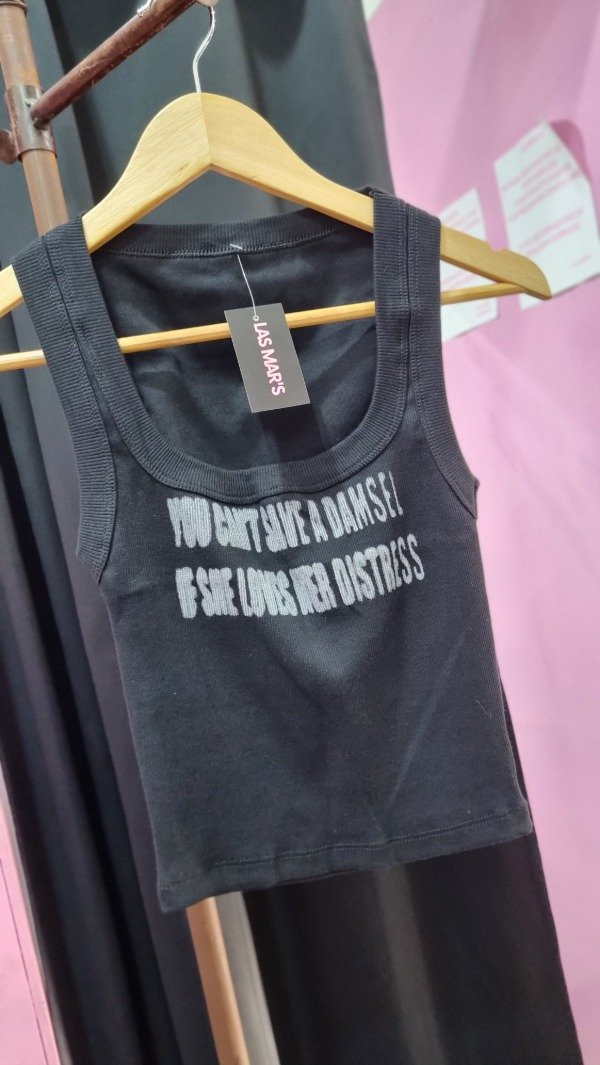 LAS MAR'S
YOU CAN'T SAVE A DAMSEL
IF SHE LOVES HER DISTRESS